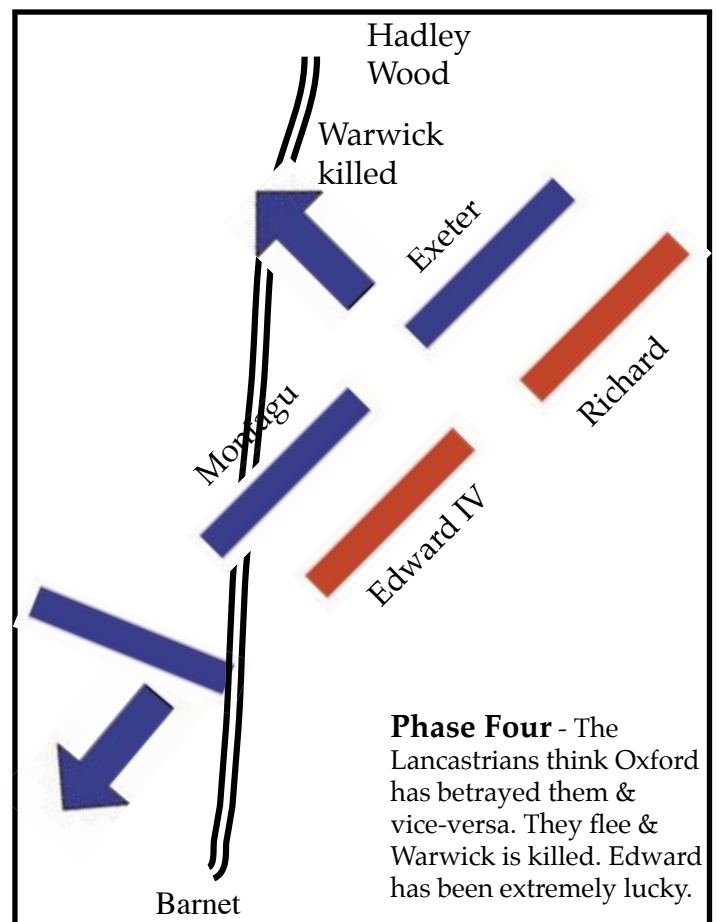 Hadley
Wood
Warwick
killed
Exeter
Richard
Montagu
Edward IV
Phase Four - The
Lancastrians think Oxford
has betrayed them &
vice-versa. They flee &
Warwick is killed. Edward
has been extremely lucky.
Barnet